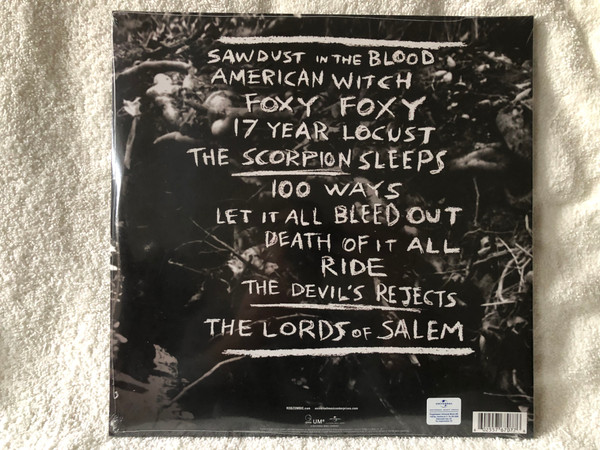 SAWDUST IN THE BLOOD
AMERICAN WITCH
FOXY FOXY
17 YEAR LOCUST
THE SCORPION SLEEPS
100 WAYS
LET IT ALL BLEED OUT
DEATH OF IT ALL
RIDE
THE DEVIL'S REJECTS
THE LORDS OF SALEM
UMe